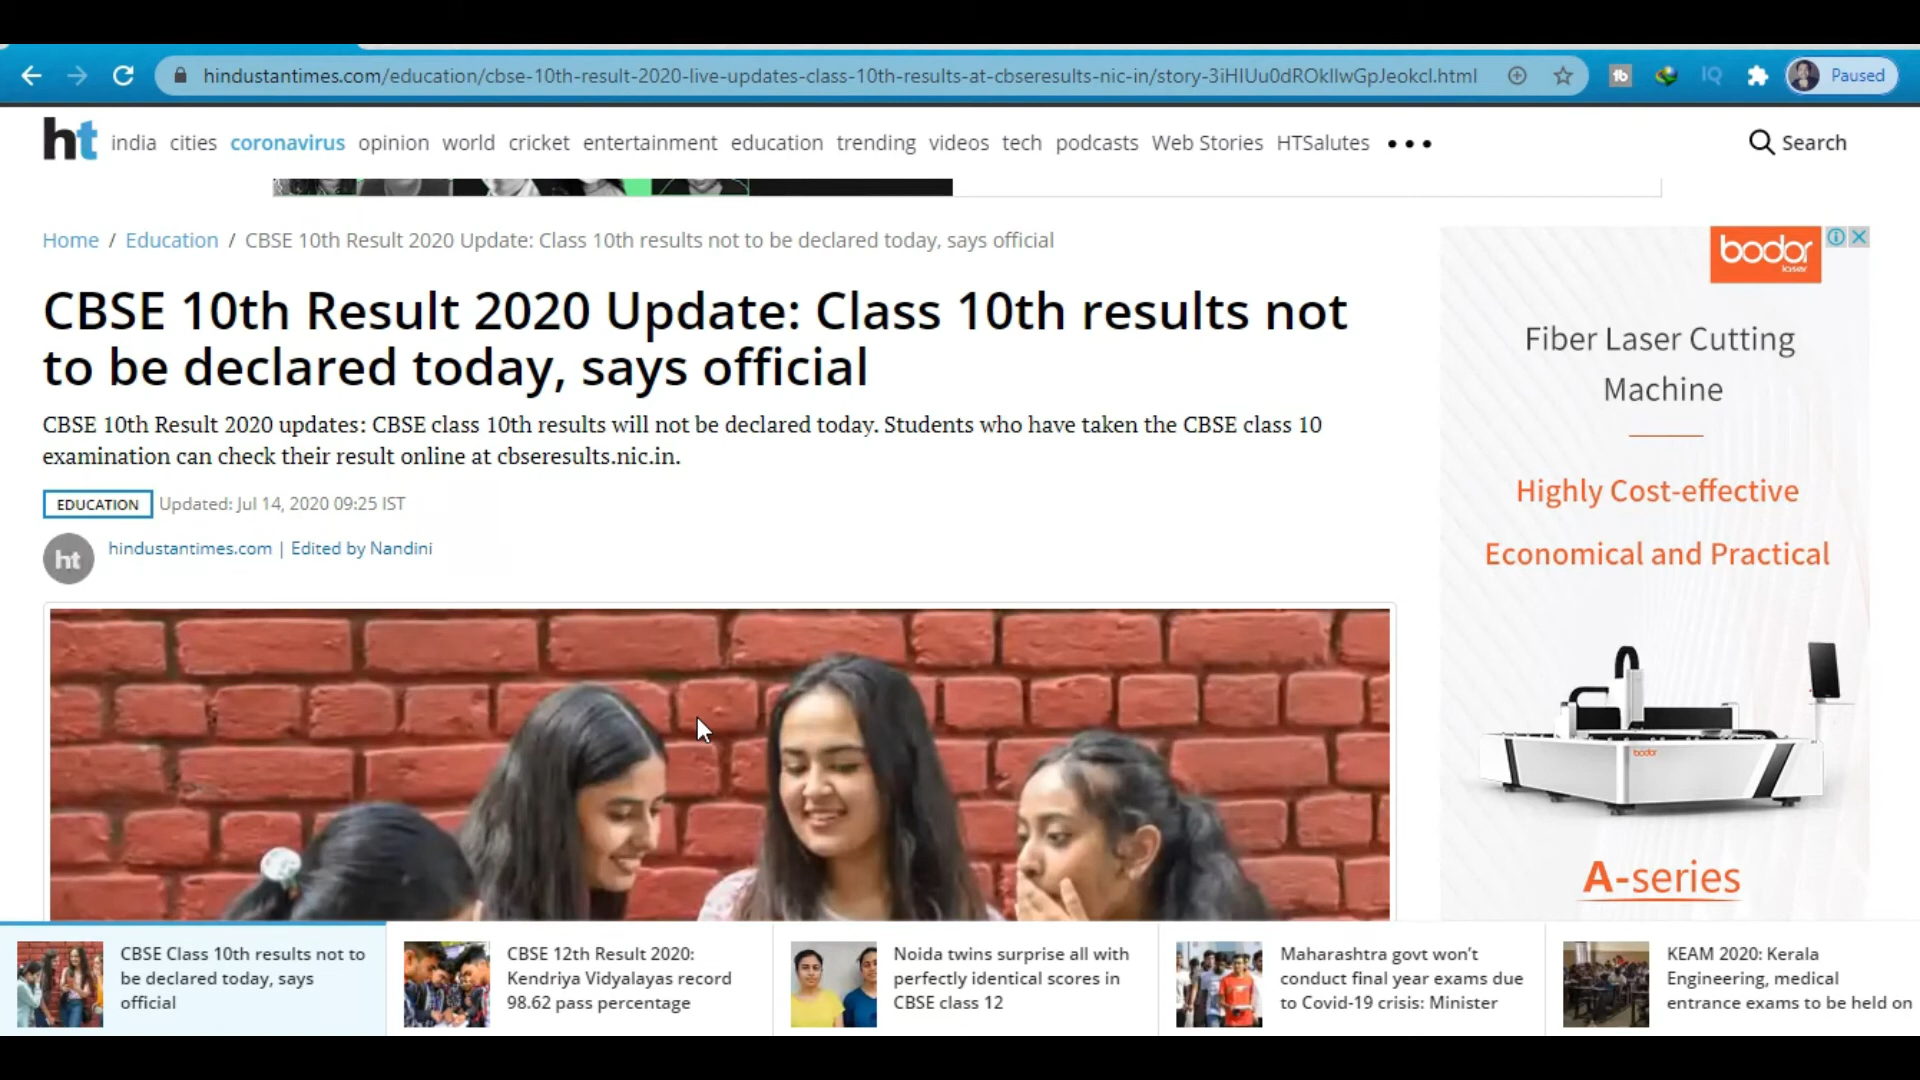 hindustantimes.com/education/cbse-10th-result-2020-live-updates-class-10th-results-at-cbseresults-nic-in/story-3iHIUu0dROkllwGpJeokcI.html
Paused
ht india cities coronavirus opinion world cricket entertainment education trending videos tech podcasts Web Stories HTSalutes ••• Search
Home / Education / CBSE 10th Result 2020 Update: Class 10th results not to be declared today, says official
CBSE 10th Result 2020 Update: Class 10th results not
to be declared today, says official
CBSE 10th Result 2020 updates: CBSE class 10th results will not be declared today. Students who have taken the CBSE class 10
examination can check their result online at cbseresults.nic.in.
EDUCATION Updated: Jul 14, 2020 09:25 IST
ht hindustantimes.com | Edited by Nandini
bodor
laser
Fiber Laser Cutting
Machine
Highly Cost-effective
Economical and Practical
bodor
A-series
CBSE Class 10th results not to
be declared today, says
official
CBSE 12th Result 2020:
Kendriya Vidyalayas record
98.62 pass percentage
Noida twins surprise all with
perfectly identical scores in
CBSE class 12
Maharashtra govt won't
conduct final year exams due
to Covid-19 crisis: Minister
KEAM 2020: Kerala
Engineering, medical
entrance exams to be held on